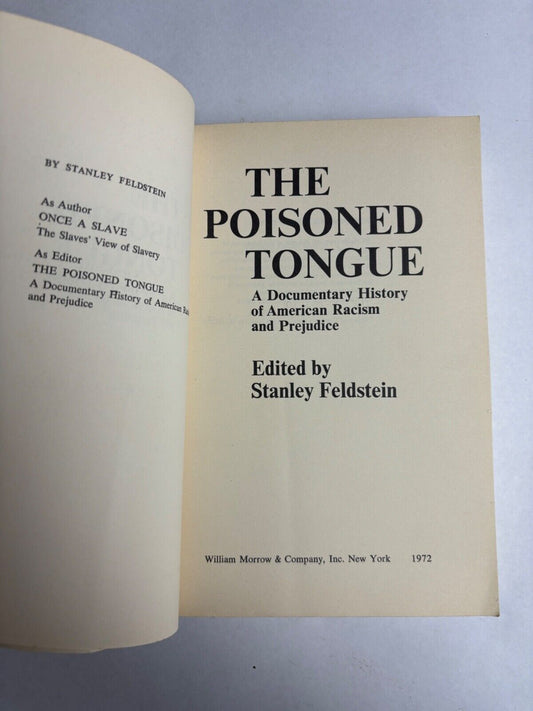 BY STANLEY FELDSTEIN
As Author
ONCE A SLAVE
The Slaves' View of Slavery
As Editor
THE POISONED TONGUE
A Documentary History of American
and Prejudice
THE
POISONED
TONGUE
A Documentary History
of American Racism
and Prejudice
Edited by
Stanley Feldstein
William Morrow & Company, Inc. New York 1972